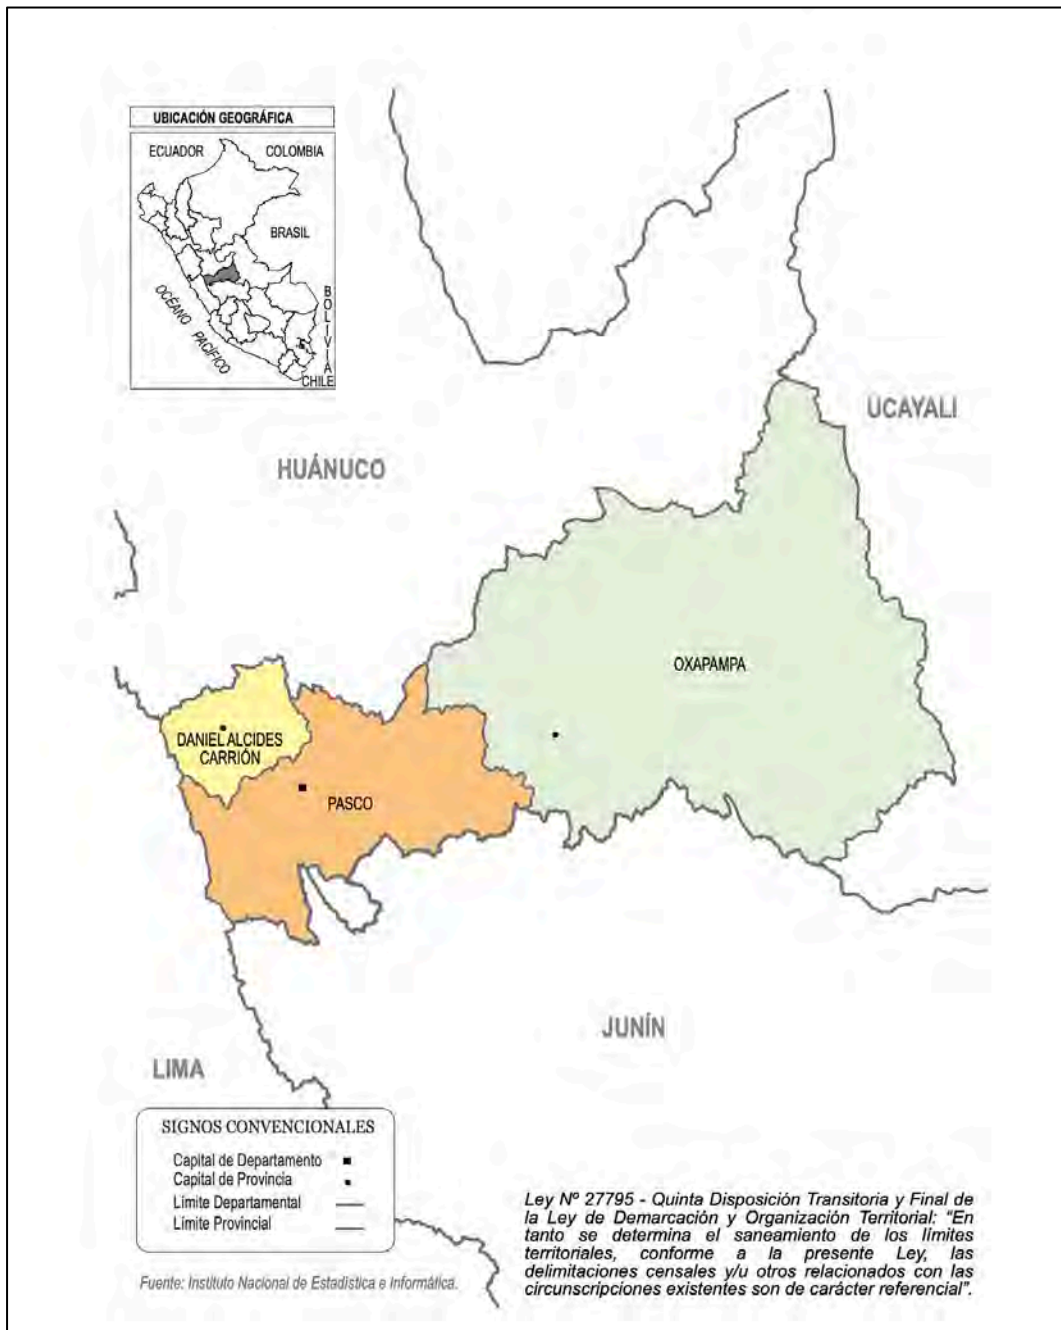 UBICACIÓN GEOGRÁFICA
ECUADOR
COLOMBIA
BRASIL
OCÉANO PACÍFICO
BOLIVIA
CHILE
UCAYALI
HUÁNUCO
OXAPAMPA
DANIEL ALCIDES
CARRIÓN
PASCO
JUNÍN
LIMA
SIGNOS CONVENCIONALES
Capital de Departamento
Capital de Provincia
Límite Departamental
Límite Provincial
Fuente: Instituto Nacional de Estadística e Informática.
Ley Nº 27795 - Quinta Disposición Transitoria y Final de
la Ley de Demarcación y Organización Territorial: “En
tanto se determina el saneamiento de los límites
territoriales, conforme a la presente Ley, las
delimitaciones censales y/u otros relacionados con las
circunscripciones existentes son de carácter referencial”.